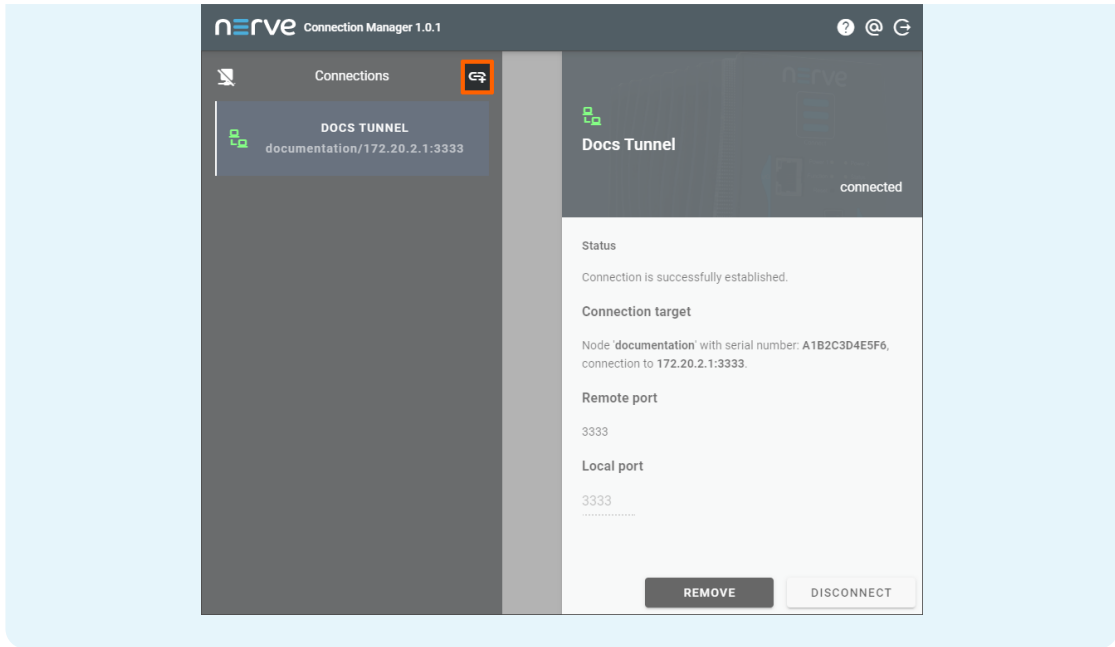 nerve Connection Manager 1.0.1
Connections
DOCS TUNNEL
documentation/172.20.2.1:3333
nerve
Docs Tunnel
connected
Status
Connection is successfully established.
Connection target
Node 'documentation' with serial number: A1B2C3D4E5F6,
connection to 172.20.2.1:3333.
Remote port
3333
Local port
3333
REMOVE
DISCONNECT